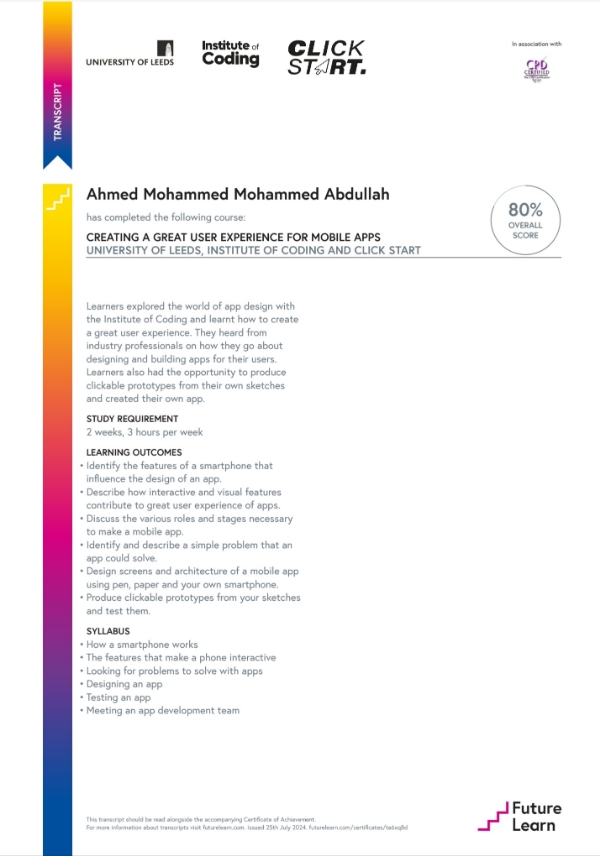 TRANSCRIPT
UNIVERSITY OF LEEDS
Institute of
Coding
CLICK
START.
In association with
CPD
CERTIFIED
Ahmed Mohammed Mohammed Abdullah
has completed the following course:
CREATING A GREAT USER EXPERIENCE FOR MOBILE APPS
UNIVERSITY OF LEEDS, INSTITUTE OF CODING AND CLICK START
80%
OVERALL
SCORE
Learners explored the world of app design with
the Institute of Coding and learnt how to create
a great user experience. They heard from
industry professionals on how they go about
designing and building apps for their users.
Learners also had the opportunity to produce
clickable prototypes from their own sketches
and created their own app.
STUDY REQUIREMENT
2 weeks, 3 hours per week
LEARNING OUTCOMES
• Identify the features of a smartphone that
influence the design of an app.
• Describe how interactive and visual features
contribute to great user experience of apps.
• Discuss the various roles and stages necessary
to make a mobile app.
• Identify and describe a simple problem that an
app could solve.
• Design screens and architecture of a mobile app
using pen, paper and your own smartphone.
• Produce clickable prototypes from your sketches
and test them.
SYLLABUS
• How a smartphone works
• The features that make a phone interactive
• Looking for problems to solve with apps
• Designing an app
• Testing an app
• Meeting an app development team
This transcript should be read alongside the accompanying Certificate of Achievement.
For more information about transcripts visit futurelearn.com. Issued 25th July 2024. futurelearn.com/certificates/
Future
Learn